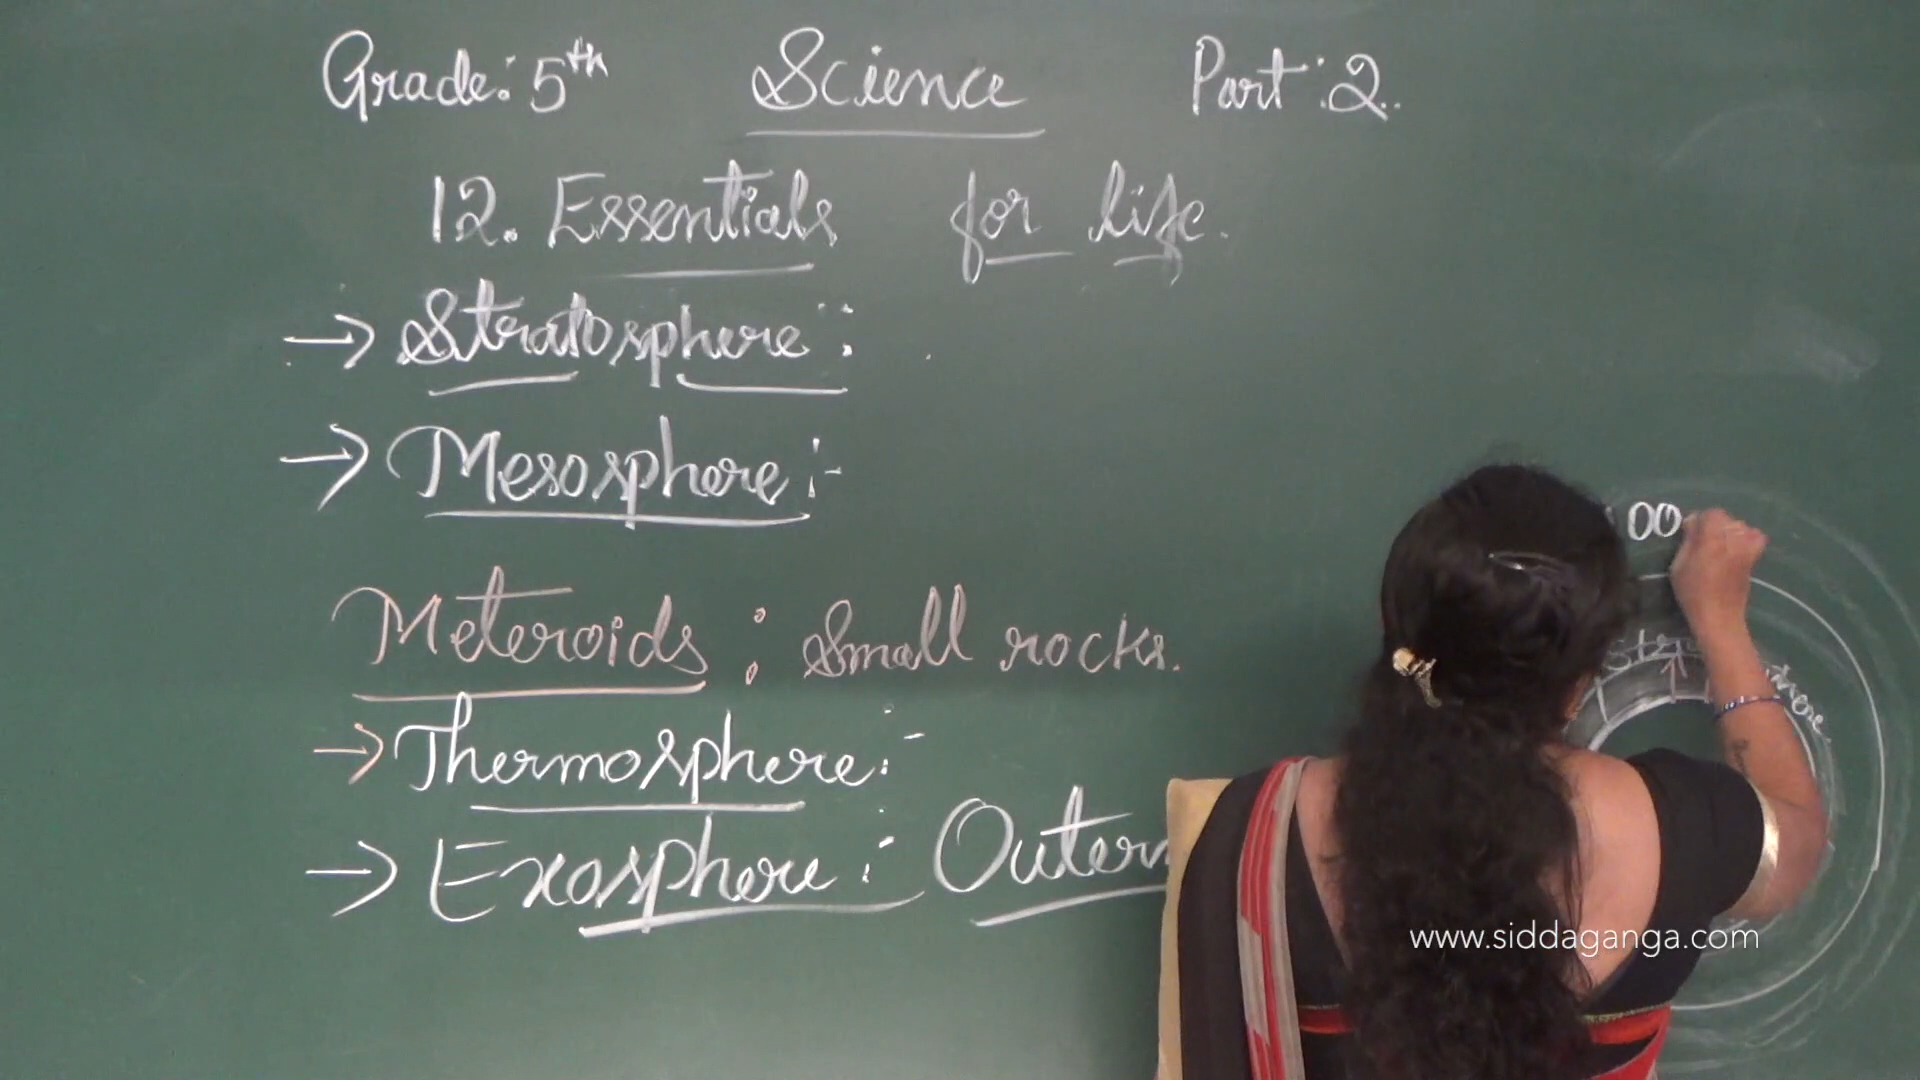 Grade: 5th Science Part: 2.
12. Essentials for life.
→ Stratosphere:
→ Mesosphere :-
Meteroids : Small rocks.
→ Thermosphere:-
→ Exosphere :- Outer
00
www.siddaganga.com